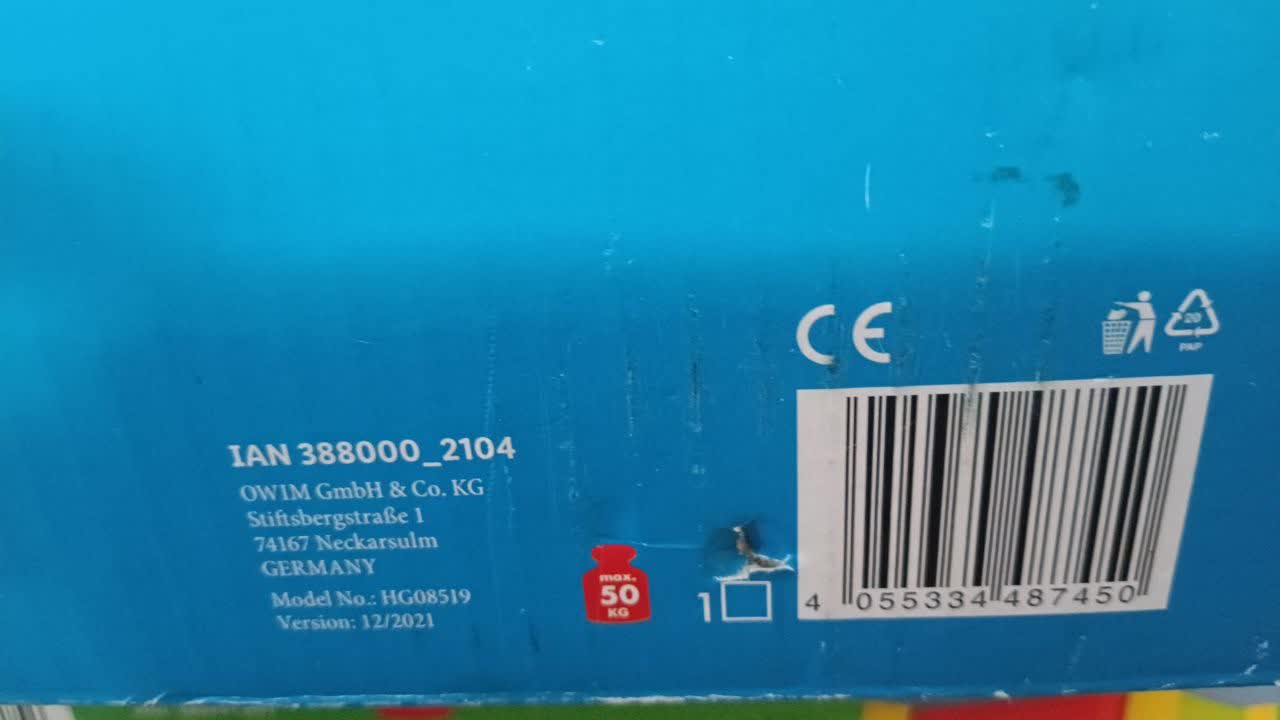 CE
20
PAP
IAN 388000_2104
OWIM GmbH & Co. KG
Stiftsbergstraße 1
74167 Neckarsulm
GERMANY
Model No.: HG08519
Version: 12/2021
max.
50
KG
1
4 055334 487450